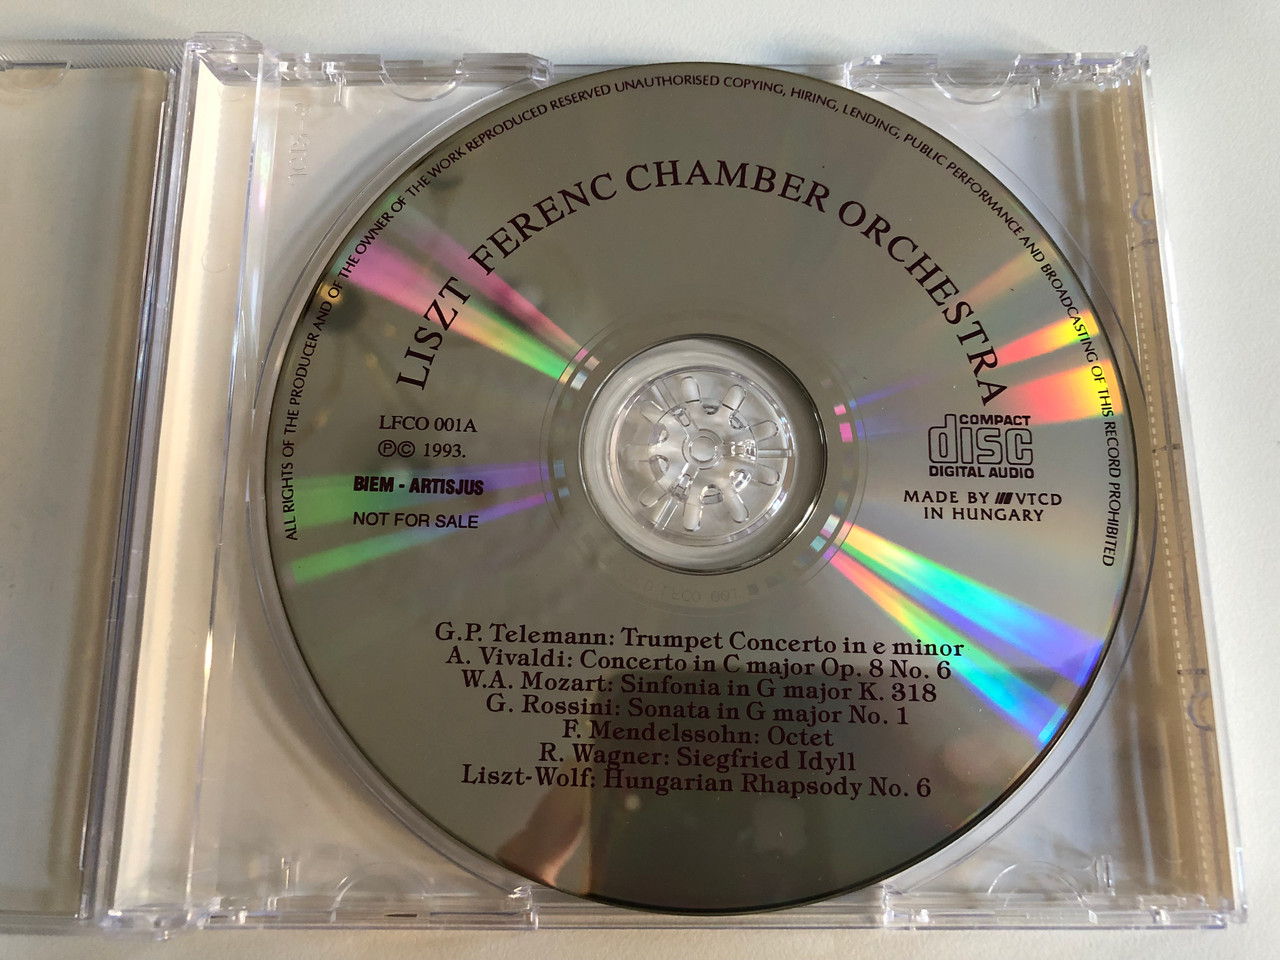 ALL RIGHTS OF THE PRODUCER AND OF THE OWNER OF THE WORK REPRODUCED RESERVED UNAUTHORISED COPYING, HIRING, LENDING, PUBLIC PERFORMANCE AND BROADCASTING OF THIS RECORD PROHIBITED
LISZT FERENC CHAMBER ORCHESTRA
LFCO 001A
℗© 1993.
BIEM - ARTISJUS
NOT FOR SALE
COMPACT
disc
DIGITAL AUDIO
MADE BY VTCD
IN HUNGARY
G.P. Telemann: Trumpet Concerto in e minor
A. Vivaldi: Concerto in C major Op. 8 No. 6
W.A. Mozart: Sinfonia in G major K. 318
G. Rossini: Sonata in G major No. 1
F. Mendelssohn: Octet
R. Wagner: Siegfried Idyll
Liszt-Wolf: Hungarian Rhapsody No. 6